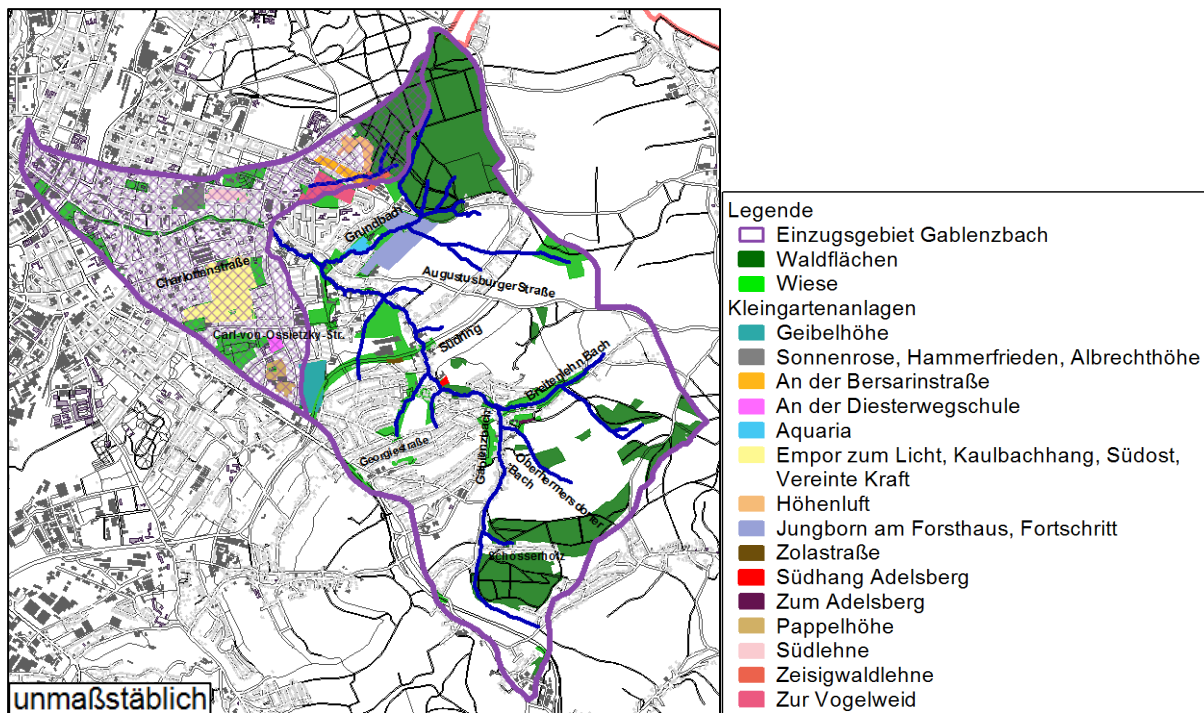 Grundbach
Charlottenstraße
Augustusburger Straße
Carl-von-Ossietzky-Str.
Südring
Breitenlehn Bach
Georgistraße
Gablenzbach
Oberhermersdorfer
Bach
Schösserholz
unmaßstäblich
Legende
Einzugsgebiet Gablenzbach
Waldflächen
Wiese
Kleingartenanlagen
Geibelhöhe
Sonnenrose, Hammerfrieden, Albrechthöhe
An der Bersarinstraße
An der Diesterwegschule
Aquaria
Empor zum Licht, Kaulbachhang, Südost,
Vereinte Kraft
Höhenluft
Jungborn am Forsthaus, Fortschritt
Zolastraße
Südhang Adelsberg
Zum Adelsberg
Pappelhöhe
Südlehne
Zeisigwaldlehne
Zur Vogelweid